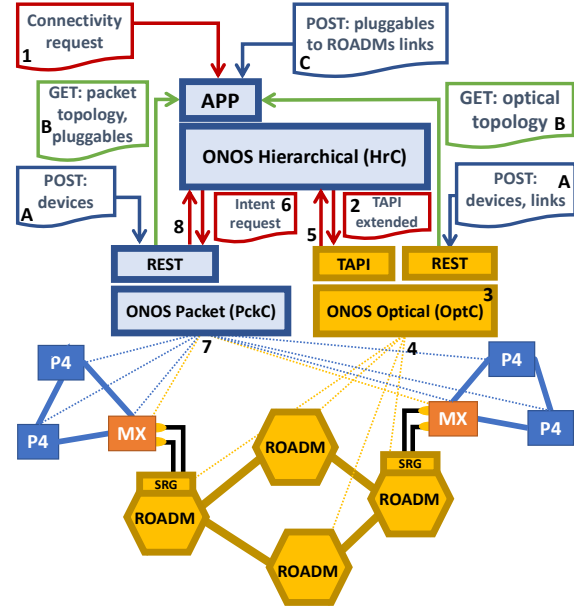 Connectivity
request
1
POST: pluggables
to ROADMs links
C
GET: packet
topology,
pluggables
B
APP
GET: optical
topology
B
ONOS Hierarchical (HrC)
POST:
devices
A
8
Intent
request
6
5
2
TAPI
extended
POST:
devices, links
A
REST
TAPI
REST
ONOS Packet (PckC)
ONOS Optical (OptC)
3
7
4
P4
P4
MX
P4
MX
P4
SRG
ROADM
ROADM
SRG
ROADM
ROADM